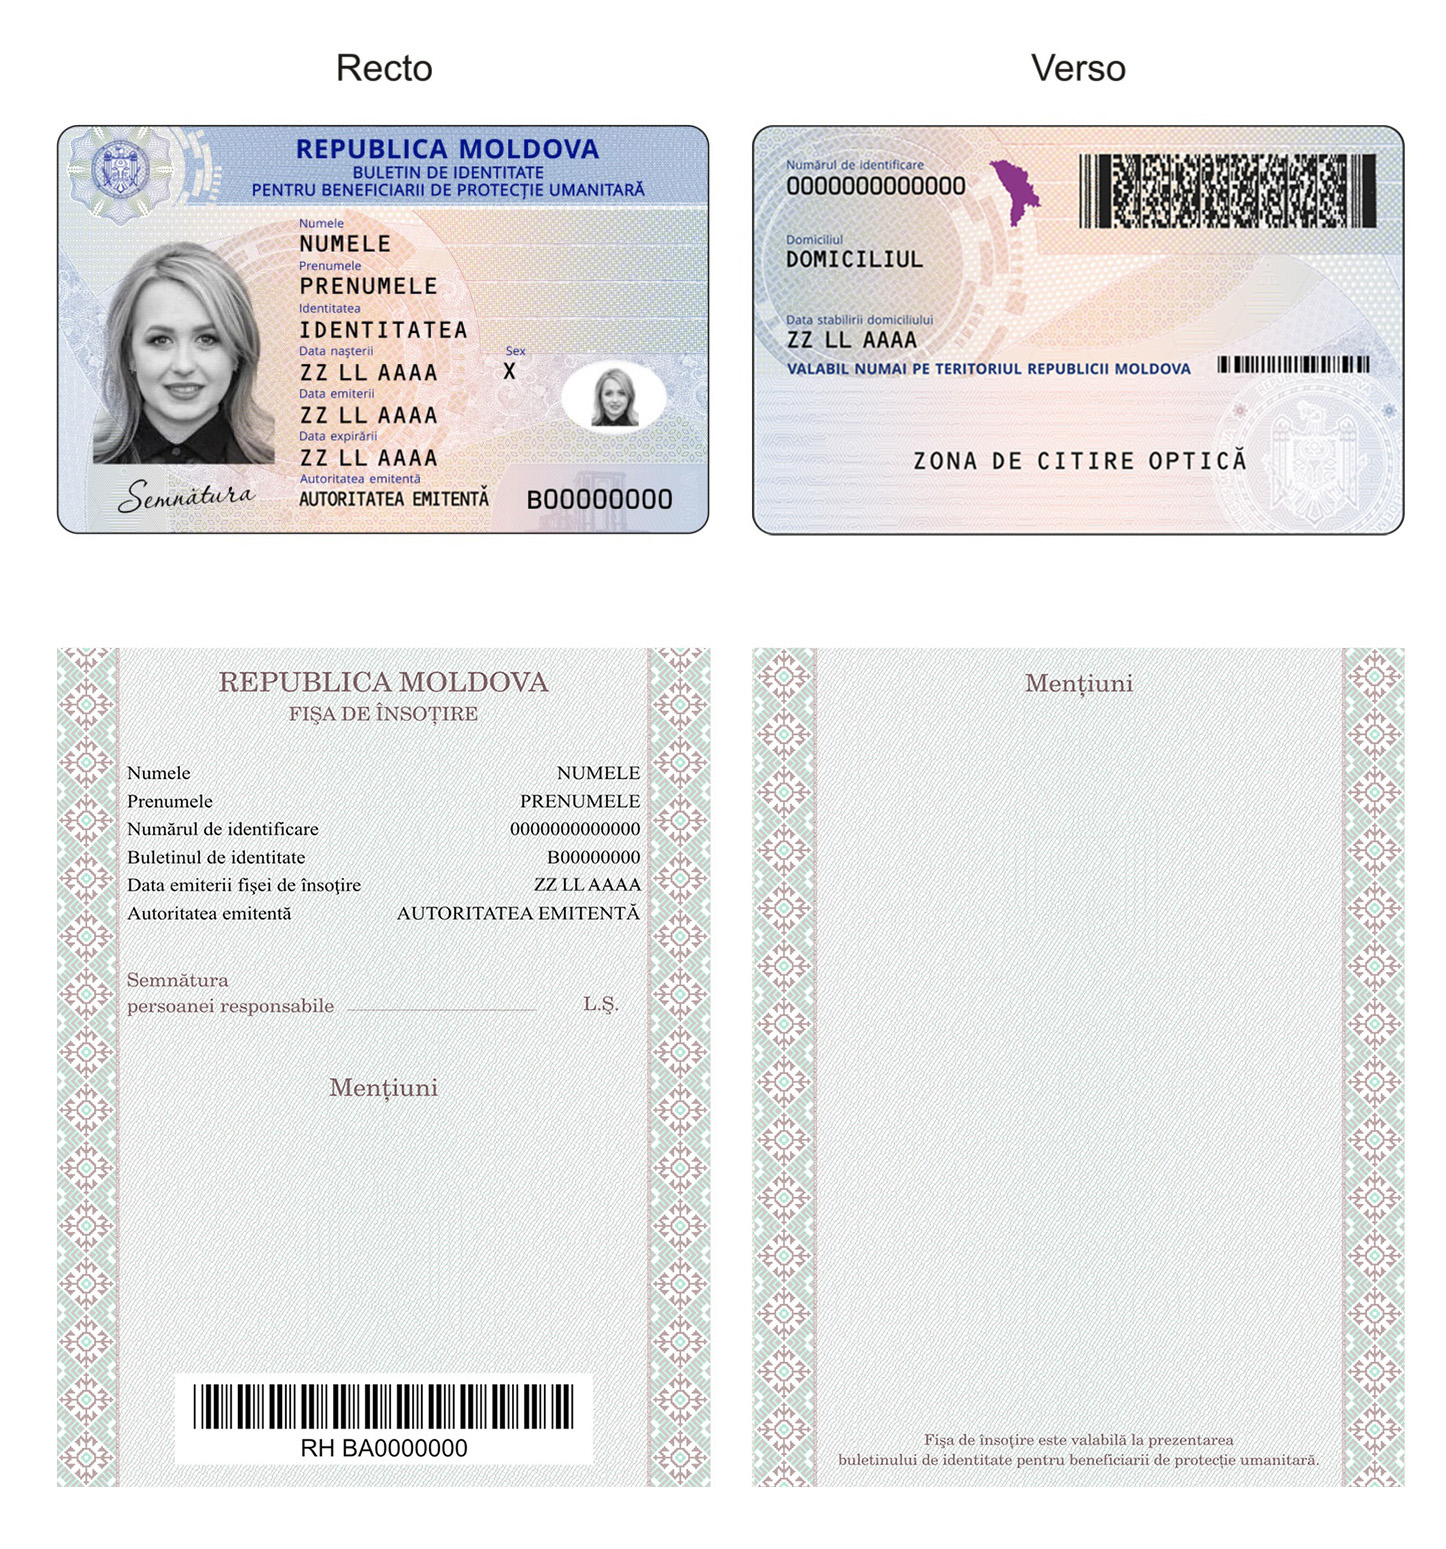 Recto
REPUBLICA MOLDOVA
BULETIN DE IDENTITATE
PENTRU BENEFICIARII DE PROTECȚIE UMANITARĂ
Numele
NUMELE
Prenumele
PRENUMELE
Identitatea
IDENTITATEA
Data naşterii Sex
ZZ LL AAAA X
Data emiterii
ZZ LL AAAA
Data expirării
ZZ LL AAAA
Autoritatea emitentă
AUTORITATEA EMITENTĂ
Semnătura
B00000000
Verso
Numărul de identificare
0000000000000
Domiciliul
DOMICILIUL
Data stabilirii domiciliului
ZZ LL AAAA
VALABIL NUMAI PE TERITORIUL REPUBLICII MOLDOVA
ZONA DE CITIRE OPTICĂ
REPUBLICA MOLDOVA
FIŞA DE ÎNSOȚIRE
Numele NUMELE
Prenumele PRENUMELE
Numărul de identificare 0000000000000
Buletinul de identitate B00000000
Data emiterii fişei de însoţire ZZ LL AAAA
Autoritatea emitentă AUTORITATEA EMITENTĂ
Semnătura
persoanei responsabile L.Ş.
Mențiuni
RH BA0000000
Mențiuni
Fişa de însoțire este valabilă la prezentarea
buletinului de identitate pentru beneficiarii de protecție umanitară.